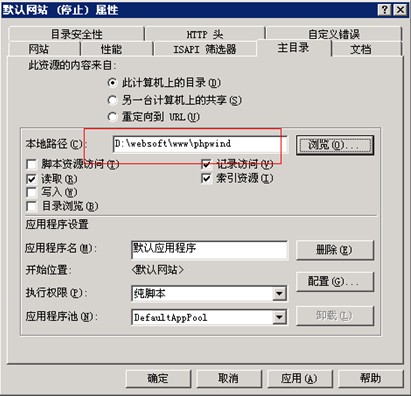 默认网站 (停止) 属性
目录安全性 HTTP 头 自定义错误
网站 性能 ISAPI 筛选器 主目录 文档
此资源的内容来自:
此计算机上的目录(D)
另一台计算机上的共享(S)
重定向到 URL(U)
本地路径(C): D:\websoft\www\phpwind 浏览(O)...
脚本资源访问(T) 记录访问(V)
读取(R) 索引资源(I)
写入(W)
目录浏览(B)
应用程序设置
应用程序名(M): 默认应用程序 删除(E)
开始位置: <默认网站>
配置(G)...
执行权限(P): 纯脚本
应用程序池(N): DefaultAppPool 卸载(L)
确定 取消 应用(A) 帮助